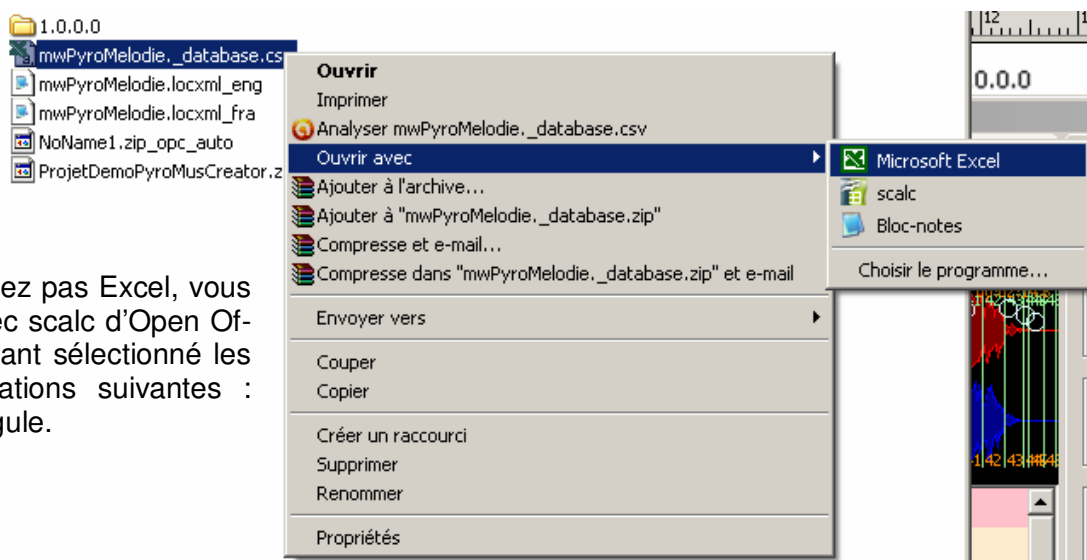 1.0.0.0
mwPyroMelodie._database.cs
mwPyroMelodie.locxml_eng
mwPyroMelodie.locxml_fra
NoName1.zip_opc_auto
ProjetDemoPyroMusCreator.z
ez pas Excel, vous
ec scalc d'Open Of-
ant sélectionné les
ations suivantes :
gule.
Ouvrir
Imprimer
Analyser mwPyroMelodie._database.csv
Ouvrir avec
Ajouter à l'archive...
Ajouter à "mwPyroMelodie._database.zip"
Compresse et e-mail...
Compresse dans "mwPyroMelodie._database.zip" et e-mail
Envoyer vers
Couper
Copier
Créer un raccourci
Supprimer
Renommer
Propriétés
Microsoft Excel
scalc
Bloc-notes
Choisir le programme...
12
0.0.0